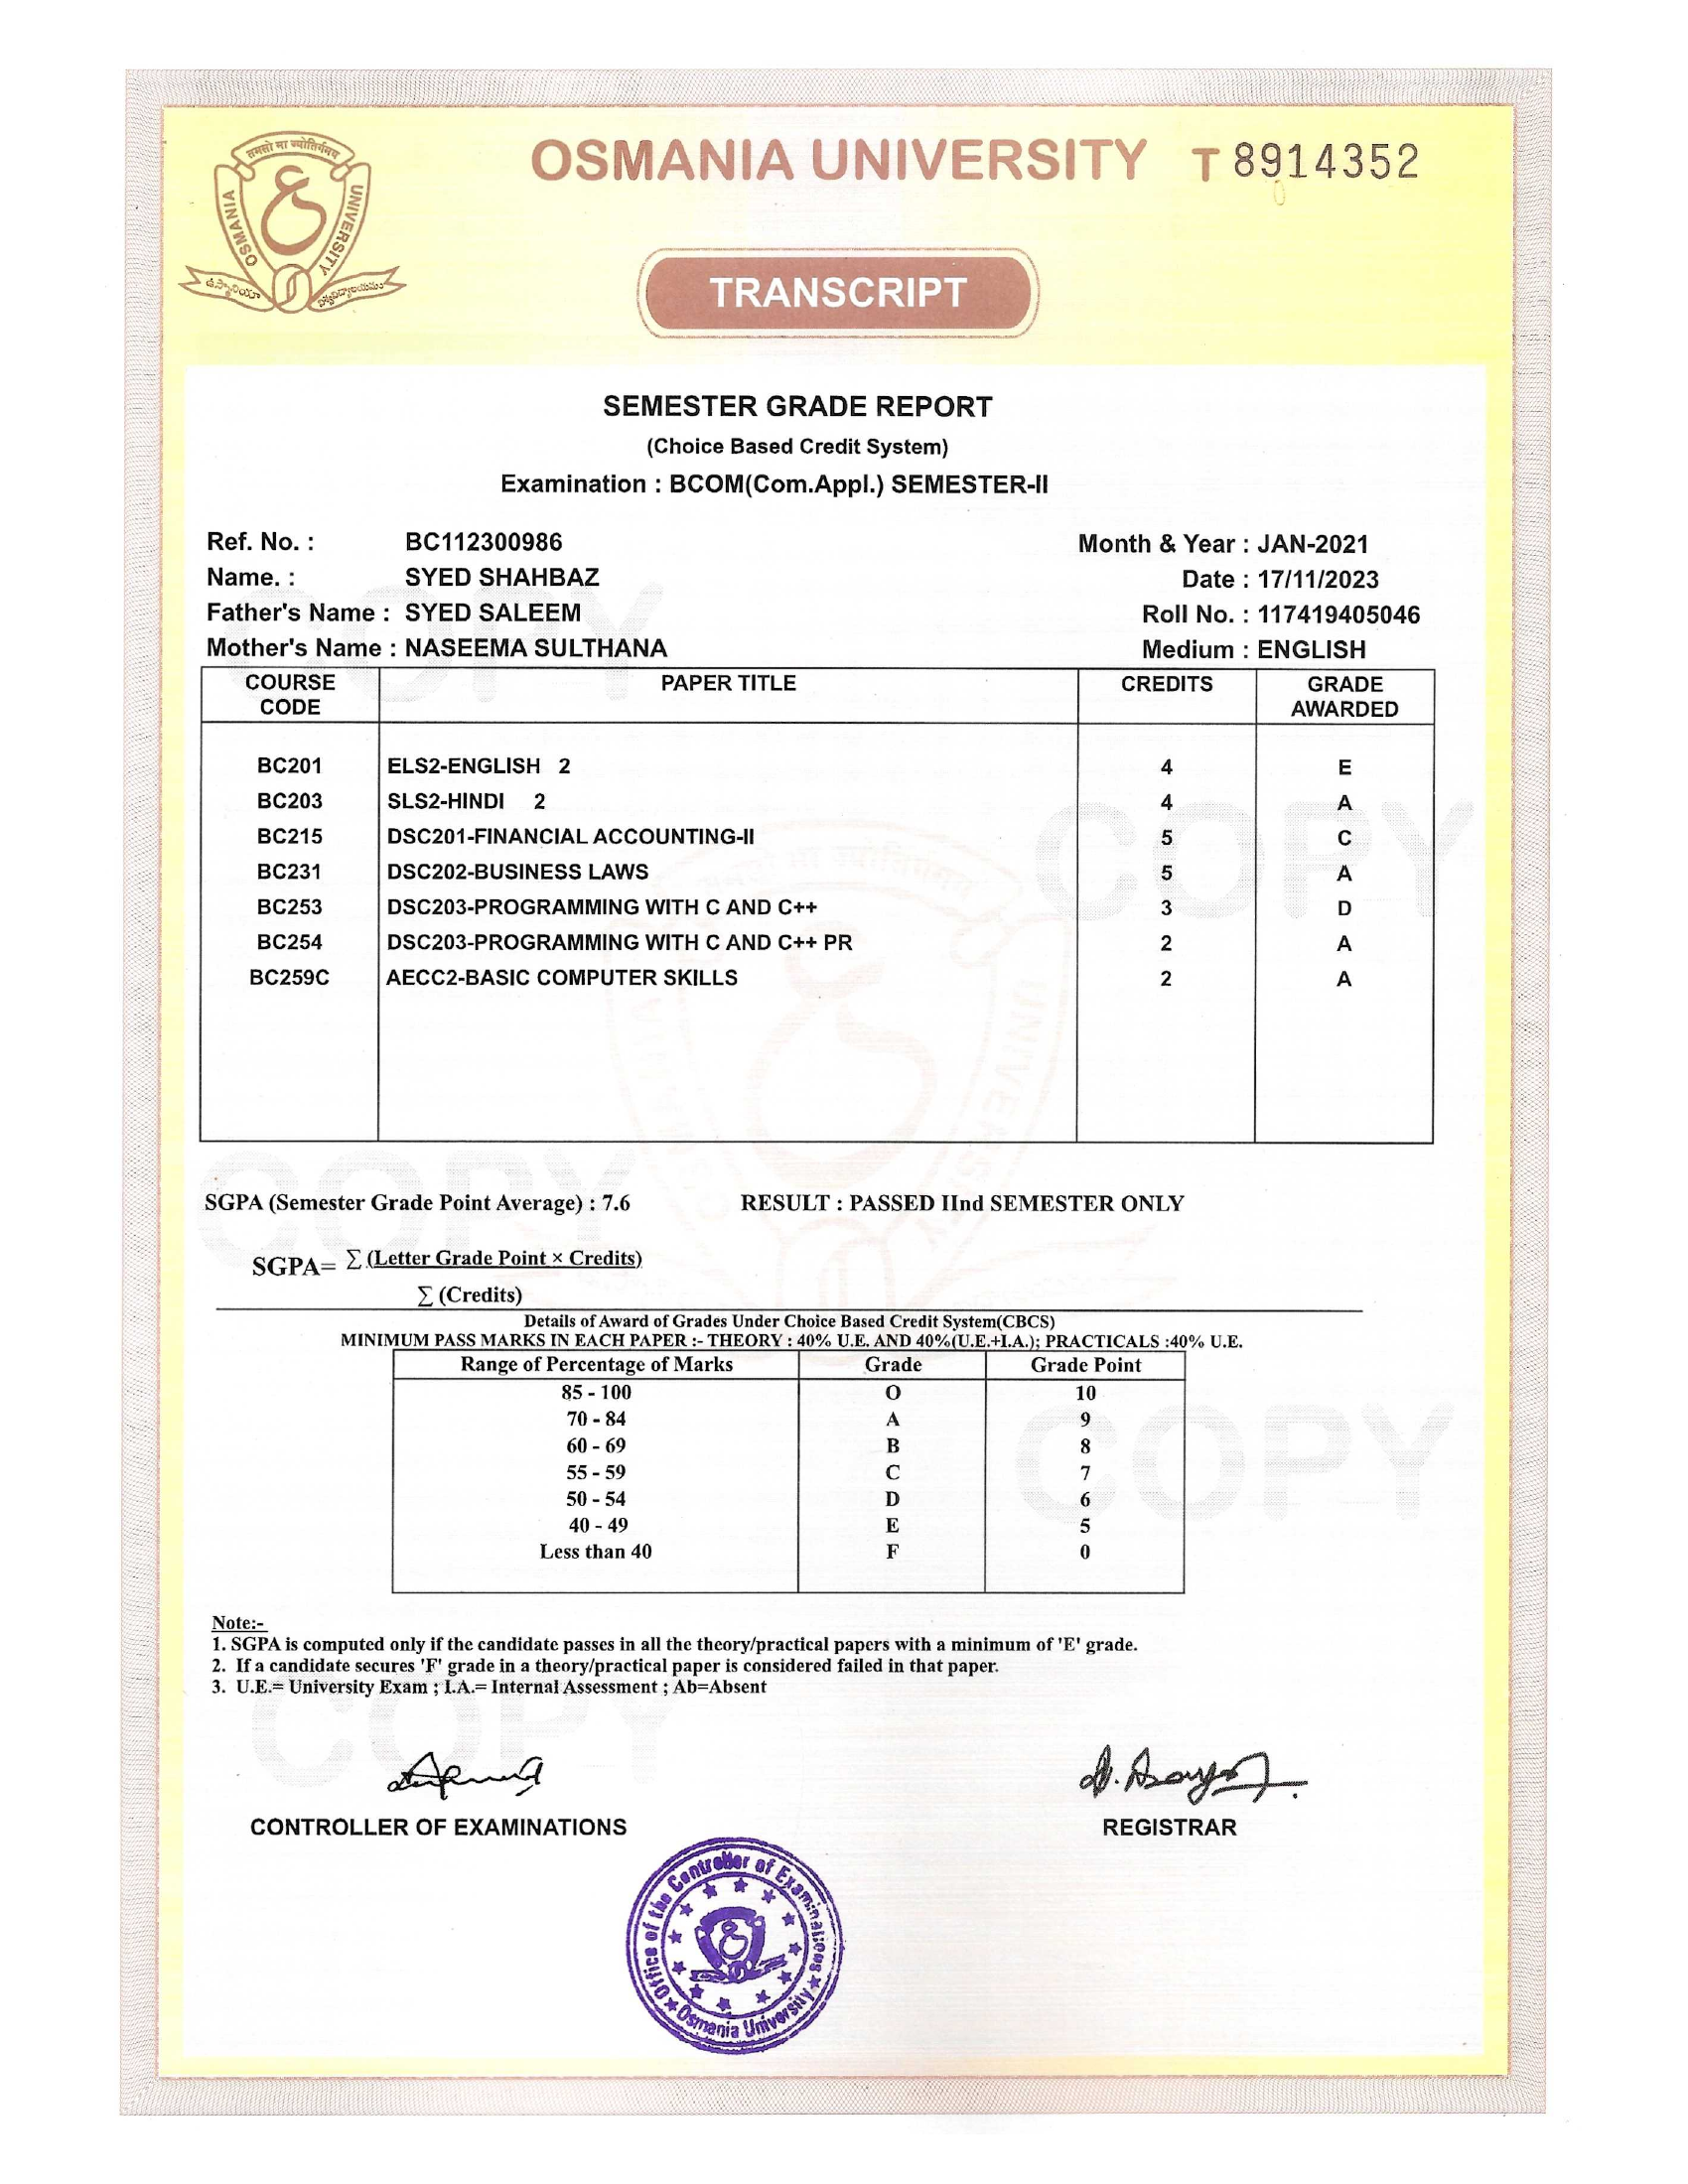 तमसो मा ज्योतिर्गमय
OSMANIA UNIVERSITY
OSMANIA UNIVERSITY T 8914352
TRANSCRIPT
SEMESTER GRADE REPORT
(Choice Based Credit System)
Examination : BCOM(Com.Appl.) SEMESTER-II
Ref. No. : BC112300986 Month & Year : JAN-2021
Name. : SYED SHAHBAZ Date : 17/11/2023
Father's Name : SYED SALEEM Roll No. : 117419405046
Mother's Name : NASEEMA SULTHANA Medium : ENGLISH
COURSE CODE PAPER TITLE CREDITS GRADE AWARDED
BC201 ELS2-ENGLISH 2 4 E
BC203 SLS2-HINDI 2 4 A
BC215 DSC201-FINANCIAL ACCOUNTING-II 5 C
BC231 DSC202-BUSINESS LAWS 5 A
BC253 DSC203-PROGRAMMING WITH C AND C++ 3 D
BC254 DSC203-PROGRAMMING WITH C AND C++ PR 2 A
BC259C AECC2-BASIC COMPUTER SKILLS 2 A
SGPA (Semester Grade Point Average) : 7.6 RESULT : PASSED IInd SEMESTER ONLY
SGPA= ∑ (Letter Grade Point × Credits)
∑ (Credits)
Details of Award of Grades Under Choice Based Credit System(CBCS)
MINIMUM PASS MARKS IN EACH PAPER :- THEORY : 40% U.E. AND 40%(U.E.+I.A.); PRACTICALS :40% U.E.
Range of Percentage of Marks Grade Grade Point
85 - 100 O 10
70 - 84 A 9
60 - 69 B 8
55 - 59 C 7
50 - 54 D 6
40 - 49 E 5
Less than 40 F 0
Note:-
1. SGPA is computed only if the candidate passes in all the theory/practical papers with a minimum of 'E' grade.
2. If a candidate secures 'F' grade in a theory/practical paper is considered failed in that paper.
3. U.E.= University Exam ; I.A.= Internal Assessment ; Ab=Absent
CONTROLLER OF EXAMINATIONS REGISTRAR
Office of the Controller of Examinations
Osmania University
COPY
COPY
COPY
COPY
COPY